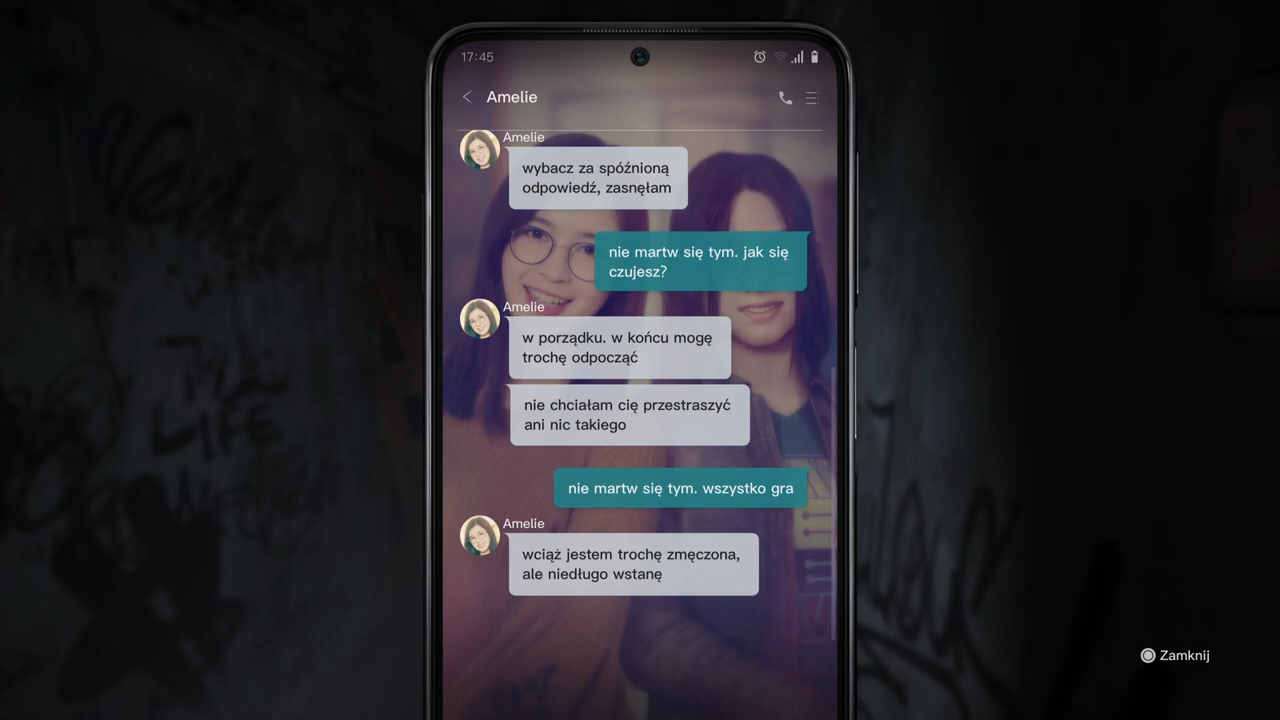 17:45
Amelie
Amelie
wybacz za spóźnioną
odpowiedź, zasnęłam
nie martw się tym. jak się
czujesz?
Amelie
w porządku. w końcu mogę
trochę odpocząć
nie chciałam cię przestraszyć
ani nic takiego
nie martw się tym. wszystko gra
Amelie
wciąż jestem trochę zmęczona,
ale niedługo wstanę
Zamknij
LIFE